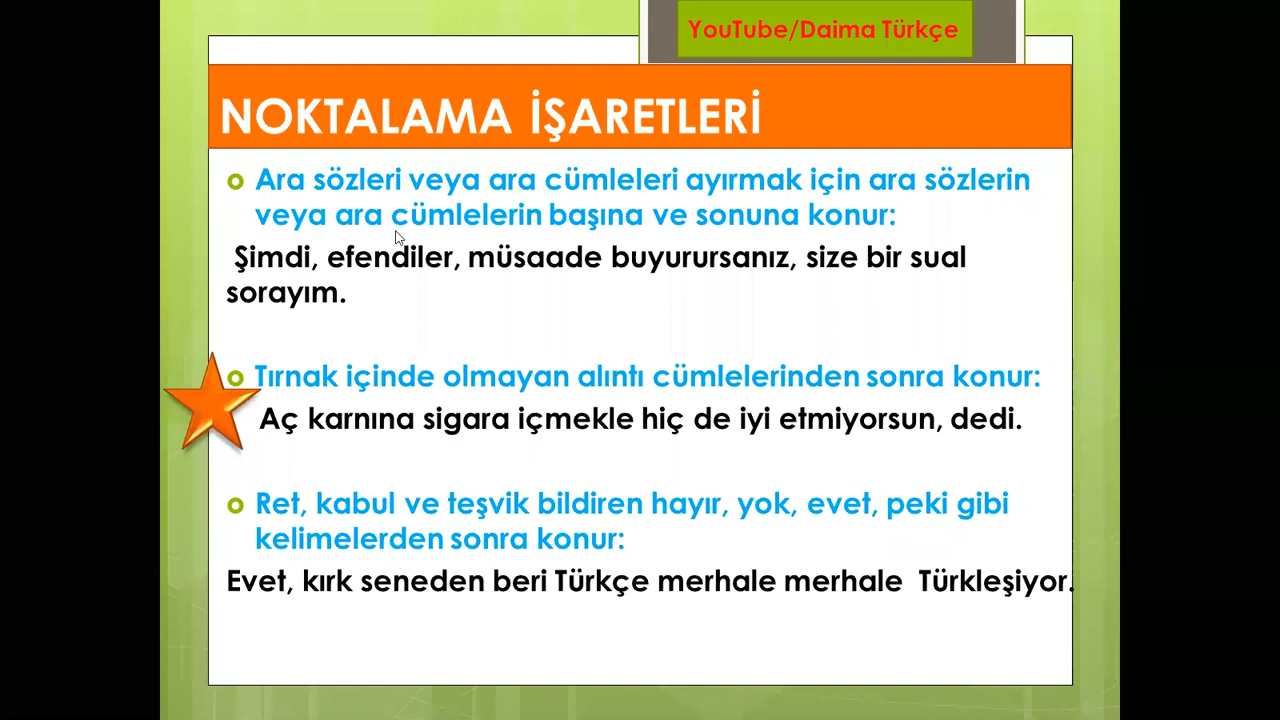 YouTube/Daima Türkçe
NOKTALAMA İŞARETLERİ
Ara sözleri veya ara cümleleri ayırmak için ara sözlerin
veya ara cümlelerin başına ve sonuna konur:
Şimdi, efendiler, müsaade buyurursanız, size bir sual
sorayım.
Tırnak içinde olmayan alıntı cümlelerinden sonra konur:
Aç karnına sigara içmekle hiç de iyi etmiyorsun, dedi.
Ret, kabul ve teşvik bildiren hayır, yok, evet, peki gibi
kelimelerden sonra konur:
Evet, kırk seneden beri Türkçe merhale merhale Türkleşiyor.